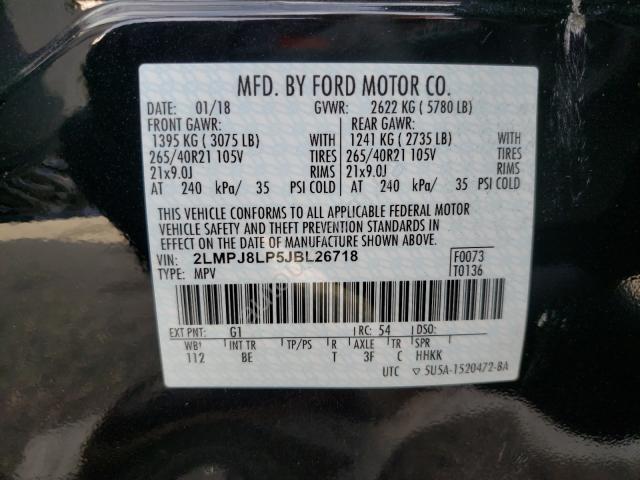 MFD. BY FORD MOTOR CO.
DATE: 01/18 GVWR: 2622 KG ( 5780 LB)
FRONT GAWR: REAR GAWR:
1395 KG ( 3075 LB) WITH 1241 KG ( 2735 LB) WITH
265/40R21 105V TIRES 265/40R21 105V TIRES
21x9.0J RIMS 21x9.0J RIMS
AT 240 kPa/ 35 PSI COLD AT 240 kPa/ 35 PSI COLD
THIS VEHICLE CONFORMS TO ALL APPLICABLE FEDERAL MOTOR
VEHICLE SAFETY AND THEFT PREVENTION STANDARDS IN
EFFECT ON THE DATE OF MANUFACTURE SHOWN ABOVE.
VIN: 2LMPJ8LP5JBL26718 F0073
TYPE: MPV T0136
EXT PNT: G1 RC: 54 DSO:
WB INT TR TP/PS R AXLE TR SPR
112 BE T 3F C HHKK
UTC 5U5A-1520472-BA